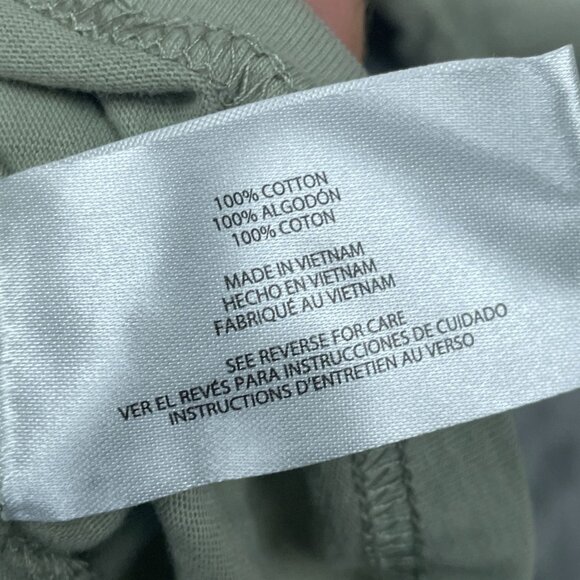 100% COTTON
100% ALGODÓN
100% COTON
MADE IN VIETNAM
HECHO EN VIETNAM
FABRIQUÉ AU VIETNAM
SEE REVERSE FOR CARE
VER EL REVÉS PARA INSTRUCCIONES DE CUIDADO
INSTRUCTIONS D'ENTRETIEN AU VERSO